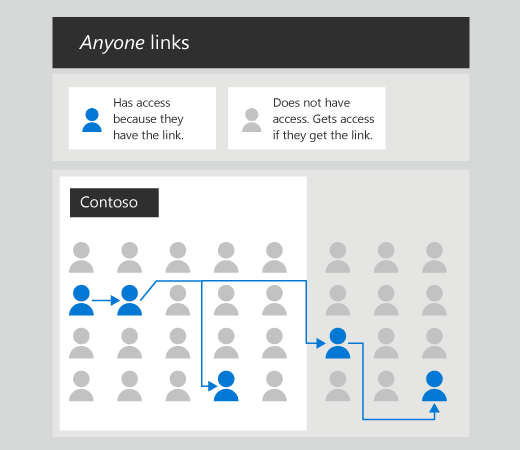 Anyone links
Has access
because they
have the link.
Does not have
access. Gets access
if they get the link.
Contoso